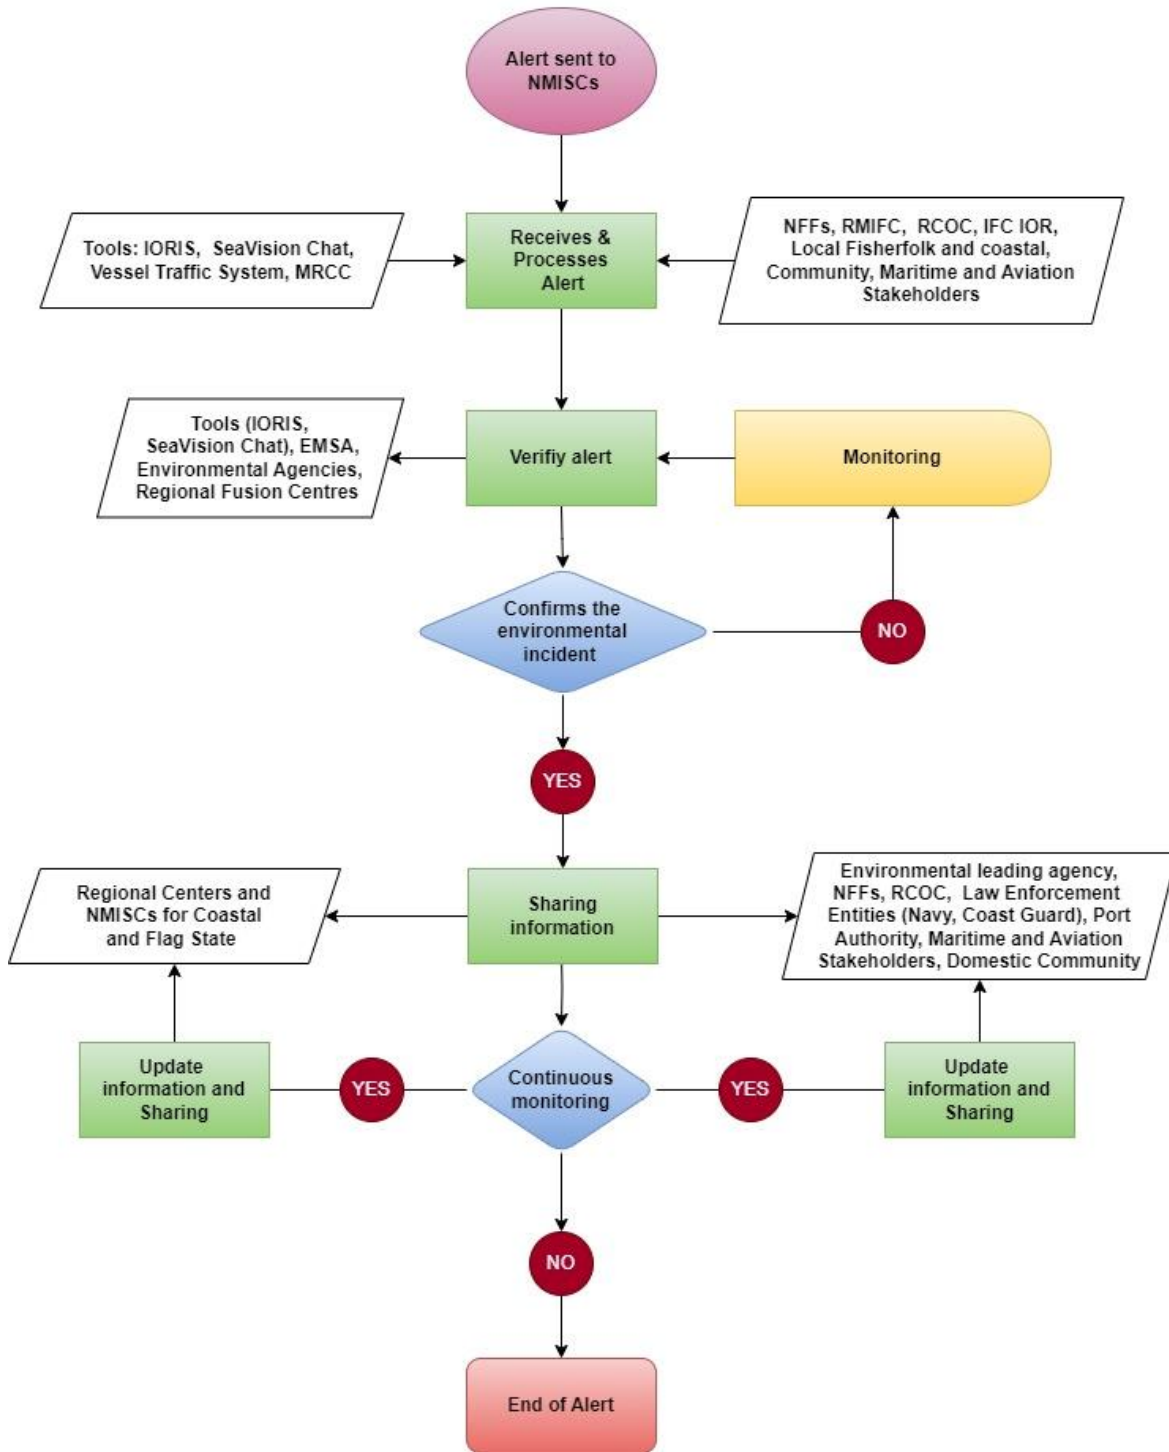 Alert sent to
NMISCs
Tools: IORIS, SeaVision Chat,
Vessel Traffic System, MRCC
Receives &
Processes
Alert
NFFs, RMIFC, RCOC, IFC IOR,
Local Fisherfolk and coastal,
Community, Maritime and Aviation
Stakeholders
Tools (IORIS,
SeaVision Chat), EMSA,
Environmental Agencies,
Regional Fusion Centres
Verifiy alert
Monitoring
Confirms the
environmental
incident
NO
YES
Regional Centers and
NMISCs for Coastal
and Flag State
Sharing
information
Environmental leading agency,
NFFs, RCOC, Law Enforcement
Entities (Navy, Coast Guard), Port
Authority, Maritime and Aviation
Stakeholders, Domestic Community
Update
information and
Sharing
YES
Continuous
monitoring
YES
Update
information and
Sharing
NO
End of Alert